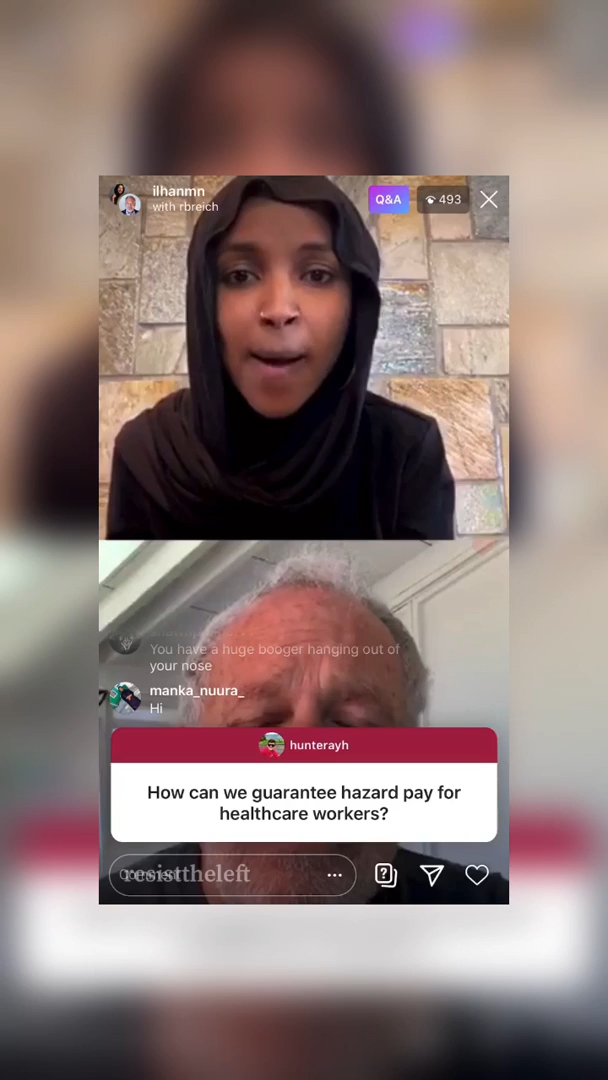 ilhanmn
with rbreich
Q&A
493
You have a huge booger hanging out of
your nose
manka_nuura_
Hi
hunterayh
How can we guarantee hazard pay for
healthcare workers?
Comment
resisttheleft